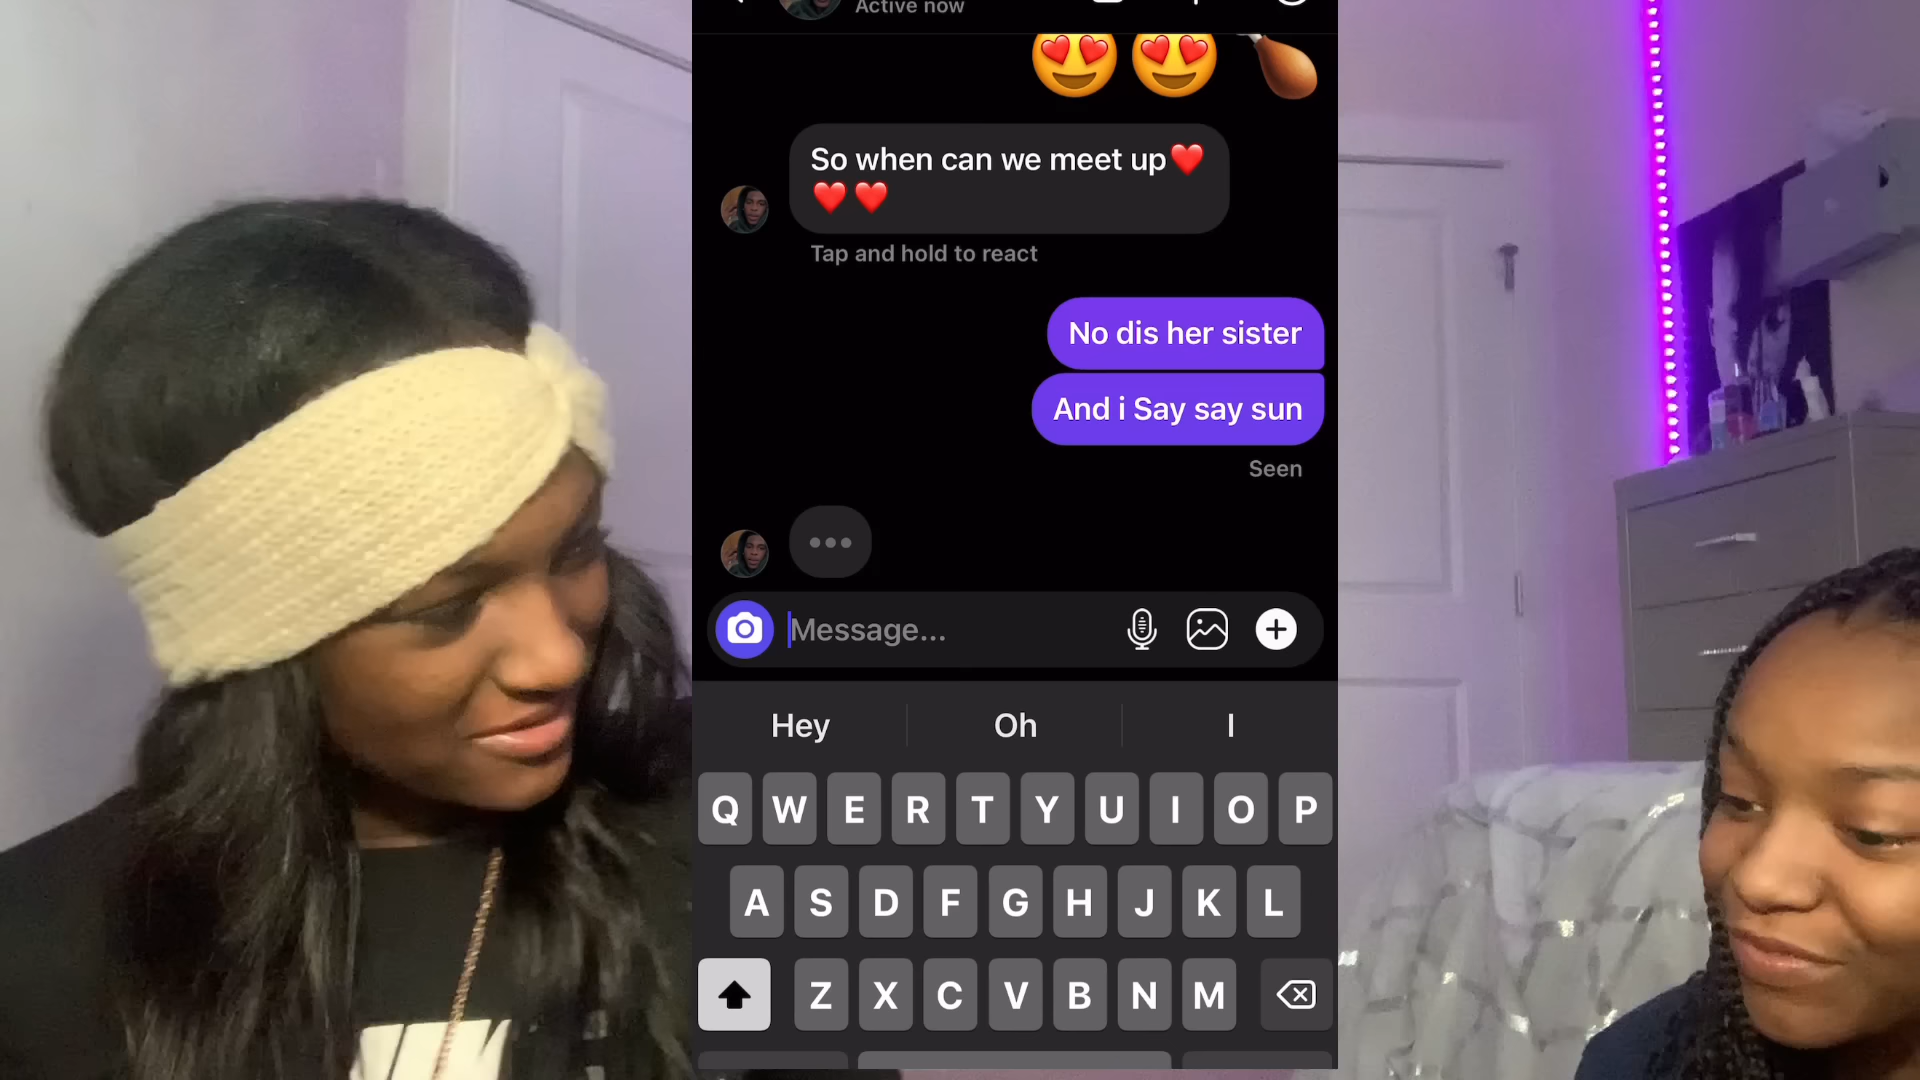 Active now
😍 😍 🍗
So when can we meet up❤️
❤️❤️
Tap and hold to react
No dis her sister
And i Say say sun
Seen
Message...
Hey Oh I
Q W E R T Y U I O P
A S D F G H J K L
Z X C V B N M